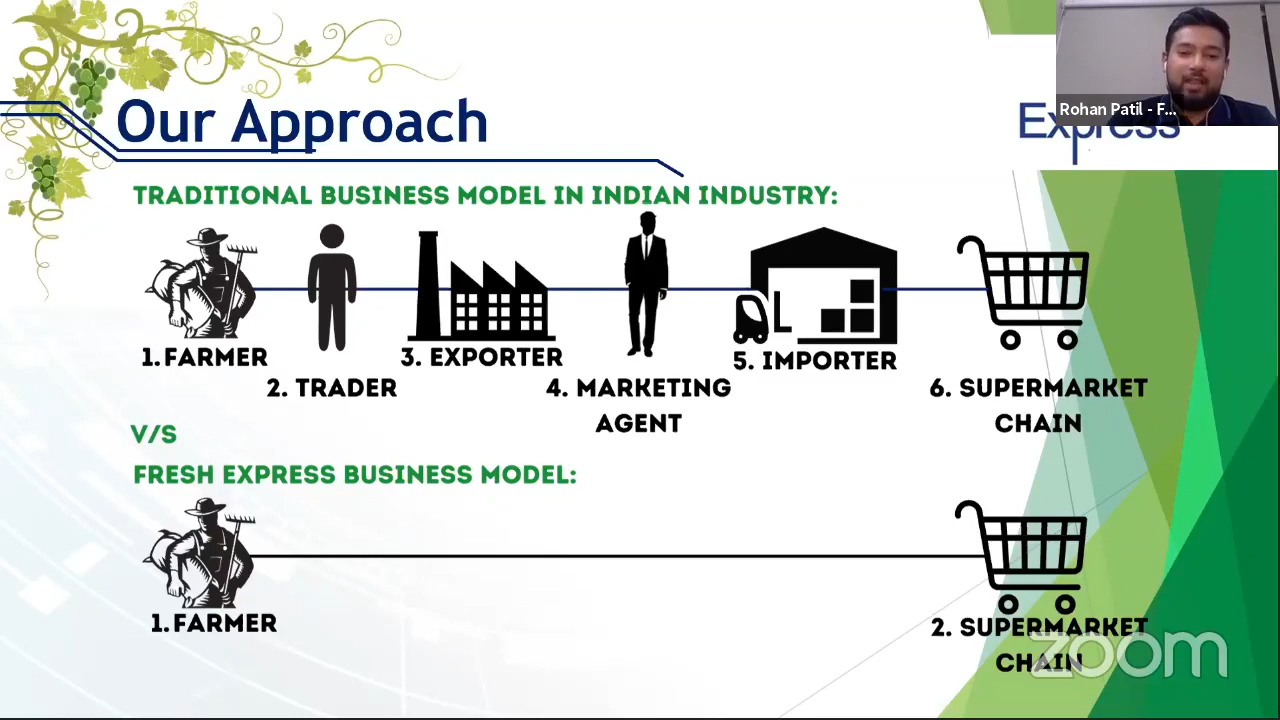 Our Approach
Rohan Patil - F...
Express
TRADITIONAL BUSINESS MODEL IN INDIAN INDUSTRY:
1. FARMER
2. TRADER
3. EXPORTER
4. MARKETING
AGENT
5. IMPORTER
6. SUPERMARKET
CHAIN
V/S
FRESH EXPRESS BUSINESS MODEL:
1. FARMER
2. SUPERMARKET
CHAIN
zoom